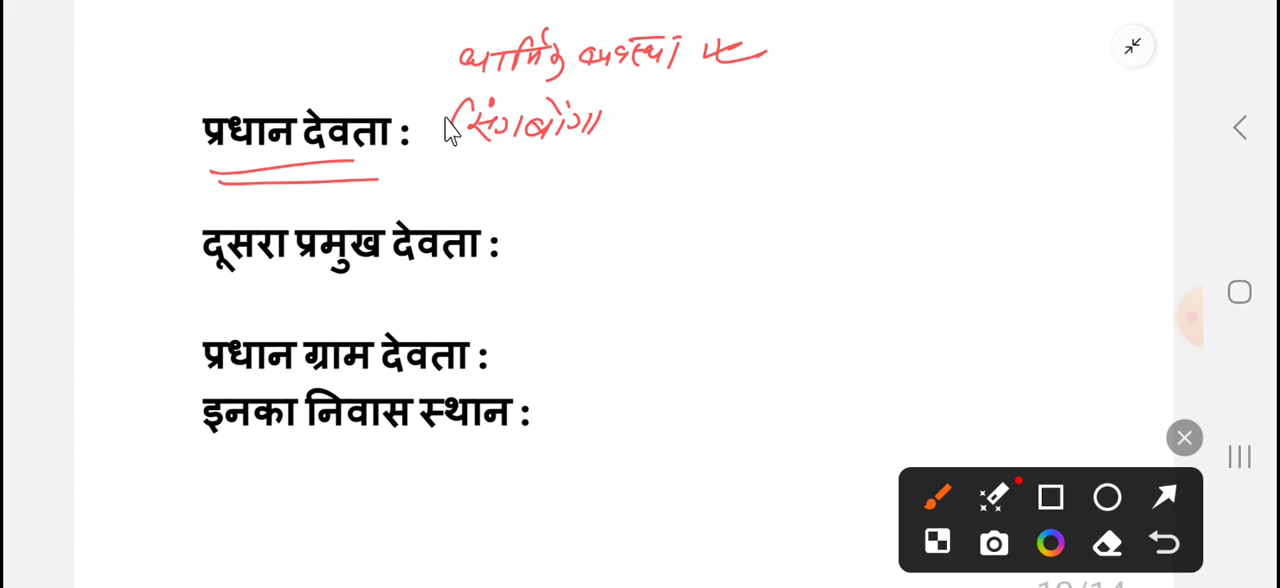 धार्मिक व्यवस्था
प्रधान देवता : सिंगबोंगा
दूसरा प्रमुख देवता :
प्रधान ग्राम देवता :
इनका निवास स्थान :